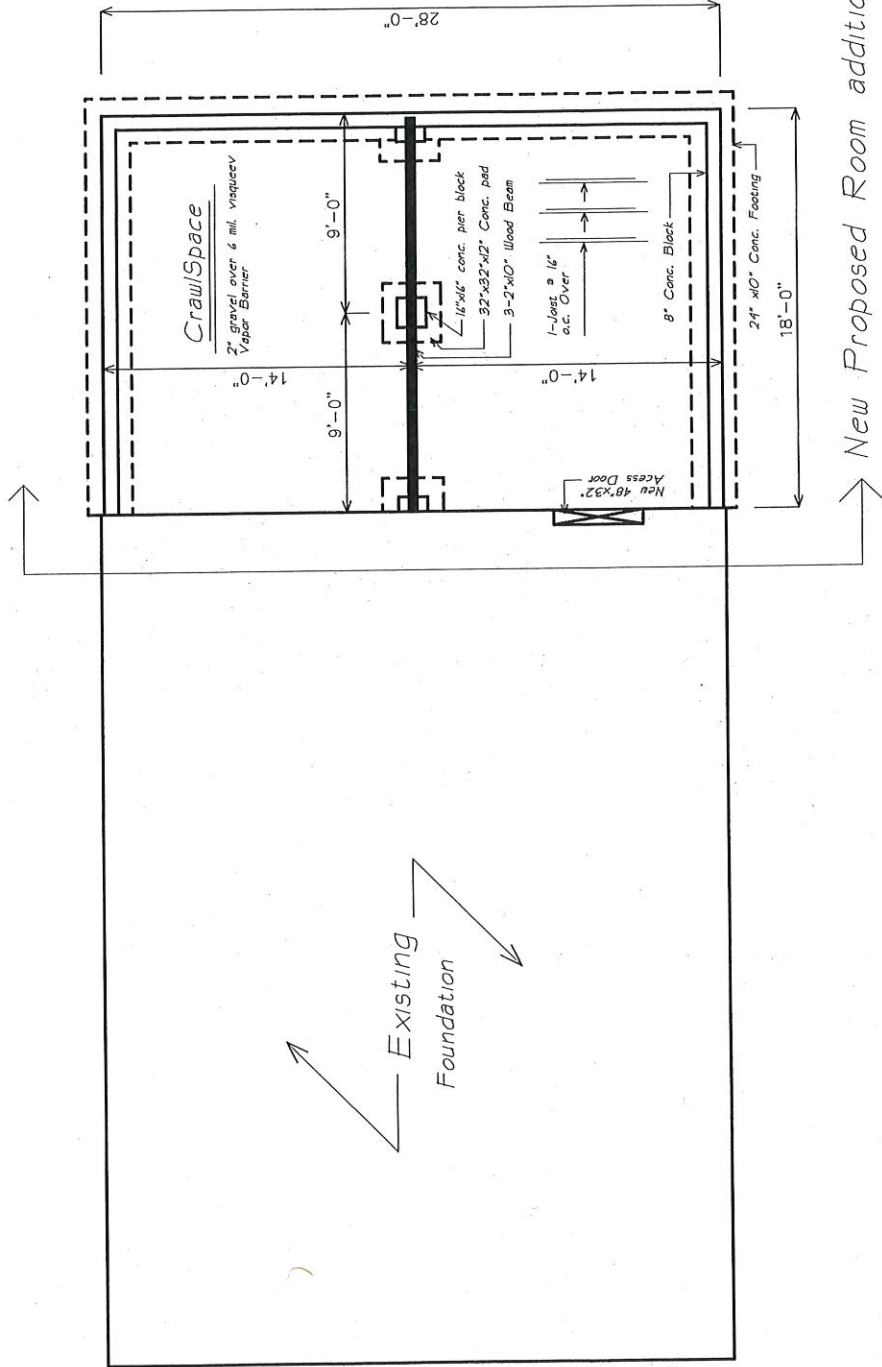 28'-0"
CrawlSpace
2" gravel over 6 mil. visqueev
Vapor Barrier
9'-0"
9'-0"
14'-0"
14'-0"
16"x16" conc. pier block
32"x32"x12" Conc. pad
3-2"x10" Wood Beam
I-Joist @ 16"
o.c. Over
8" Conc. Block
24" x10" Conc. Footing
18'-0"
New 48"x32"
Acess Door
Existing
Foundation
New Proposed Room additio